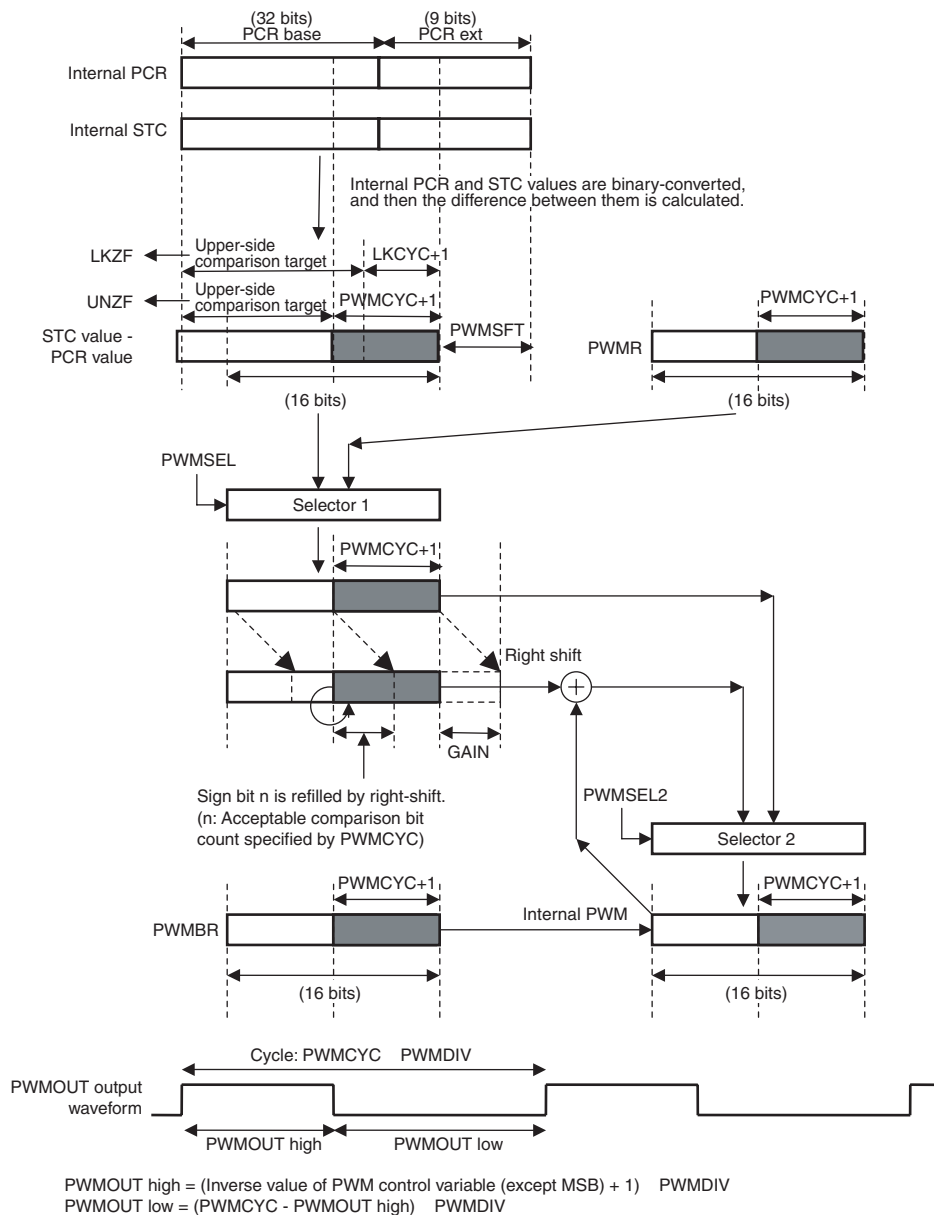 (32 bits) (9 bits)
PCR base PCR ext
Internal PCR
Internal STC
Internal PCR and STC values are binary-converted,
and then the difference between them is calculated.
LKZF
Upper-side
comparison target
LKCYC+1
UNZF
Upper-side
comparison target
PWMCYC+1
PWMCYC+1
STC value -
PCR value
PWMSFT
PWMR
(16 bits)
(16 bits)
PWMSEL
Selector 1
PWMCYC+1
Right shift
+
GAIN
Sign bit n is refilled by right-shift.
(n: Acceptable comparison bit
count specified by PWMCYC)
PWMSEL2
Selector 2
PWMCYC+1
PWMCYC+1
PWMBR
Internal PWM
(16 bits)
(16 bits)
Cycle: PWMCYC PWMDIV
PWMOUT output
waveform
PWMOUT high
PWMOUT low
PWMOUT high = (Inverse value of PWM control variable (except MSB) + 1) PWMDIV
PWMOUT low = (PWMCYC - PWMOUT high) PWMDIV